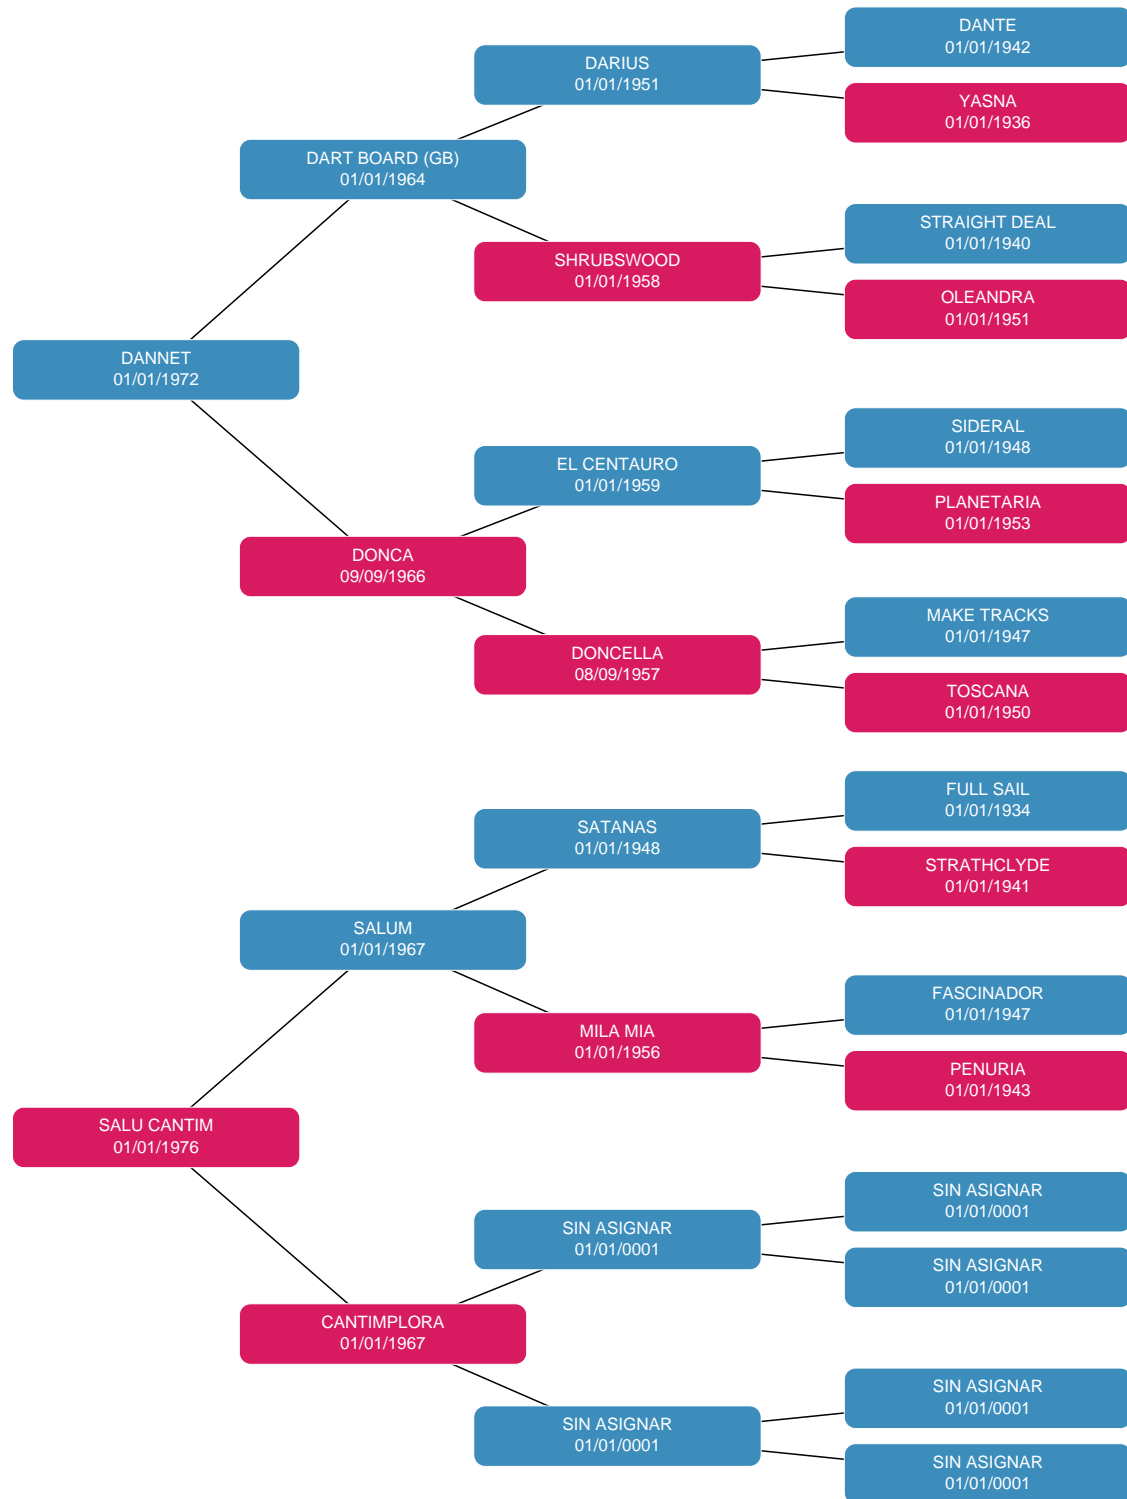 DANTE
01/01/1942
DARIUS
01/01/1951
YASNA
01/01/1936
DART BOARD (GB)
01/01/1964
STRAIGHT DEAL
01/01/1940
SHRUBSWOOD
01/01/1958
OLEANDRA
01/01/1951
DANNET
01/01/1972
SIDERAL
01/01/1948
EL CENTAURO
01/01/1959
PLANETARIA
01/01/1953
DONCA
09/09/1966
MAKE TRACKS
01/01/1947
DONCELLA
08/09/1957
TOSCANA
01/01/1950
FULL SAIL
01/01/1934
SATANAS
01/01/1948
STRATHCLYDE
01/01/1941
SALUM
01/01/1967
FASCINADOR
01/01/1947
MILA MIA
01/01/1956
PENURIA
01/01/1943
SALU CANTIM
01/01/1976
SIN ASIGNAR
01/01/0001
SIN ASIGNAR
01/01/0001
SIN ASIGNAR
01/01/0001
CANTIMPLORA
01/01/1967
SIN ASIGNAR
01/01/0001
SIN ASIGNAR
01/01/0001
SIN ASIGNAR
01/01/0001